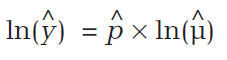 ln(ŷ) = p̂ × ln(μ̂)